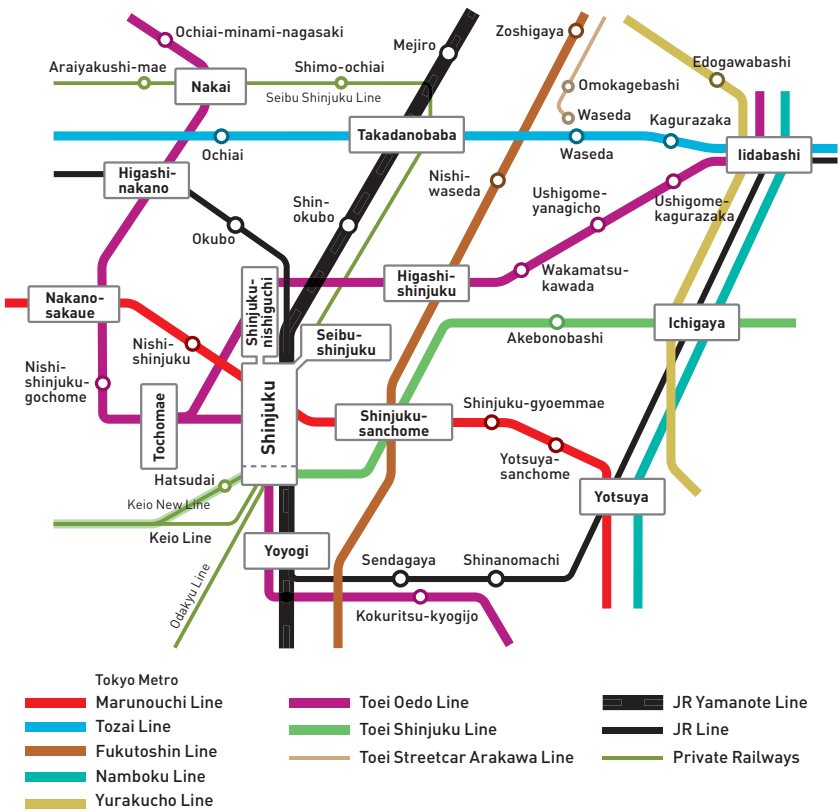 Ochiai-minami-nagasaki
Mejiro
Zoshigaya
Edogawabashi
Araiyakushi-mae
Nakai
Shimo-ochiai
Seibu Shinjuku Line
Omokagebashi
Waseda
Kagurazaka
Takadanobaba
Ochiai
Waseda
Iidabashi
Higashi-
nakano
Okubo
Shin-
okubo
Nishi-
waseda
Ushigome-
yanagicho
Ushigome-
kagurazaka
Wakamatsu-
kawada
Higashi-
shinjuku
Nakano-
sakaue
Shinjuku-
nishiguchi
Seibu-
shinjuku
Ichigaya
Akebonobashi
Nishi-
shinjuku
Nishi-
shinjuku-
gochome
Tochomae
Shinjuku
Shinjuku-
sanchome
Shinjuku-gyoemmae
Yotsuya-
sanchome
Yotsuya
Hatsudai
Keio New Line
Keio Line
Odakyu Line
Yoyogi
Sendagaya
Shinanomachi
Kokuritsu-kyogijo
Tokyo Metro
Marunouchi Line
Tozai Line
Fukutoshin Line
Namboku Line
Yurakucho Line
Toei Oedo Line
Toei Shinjuku Line
Toei Streetcar Arakawa Line
JR Yamanote Line
JR Line
Private Railways